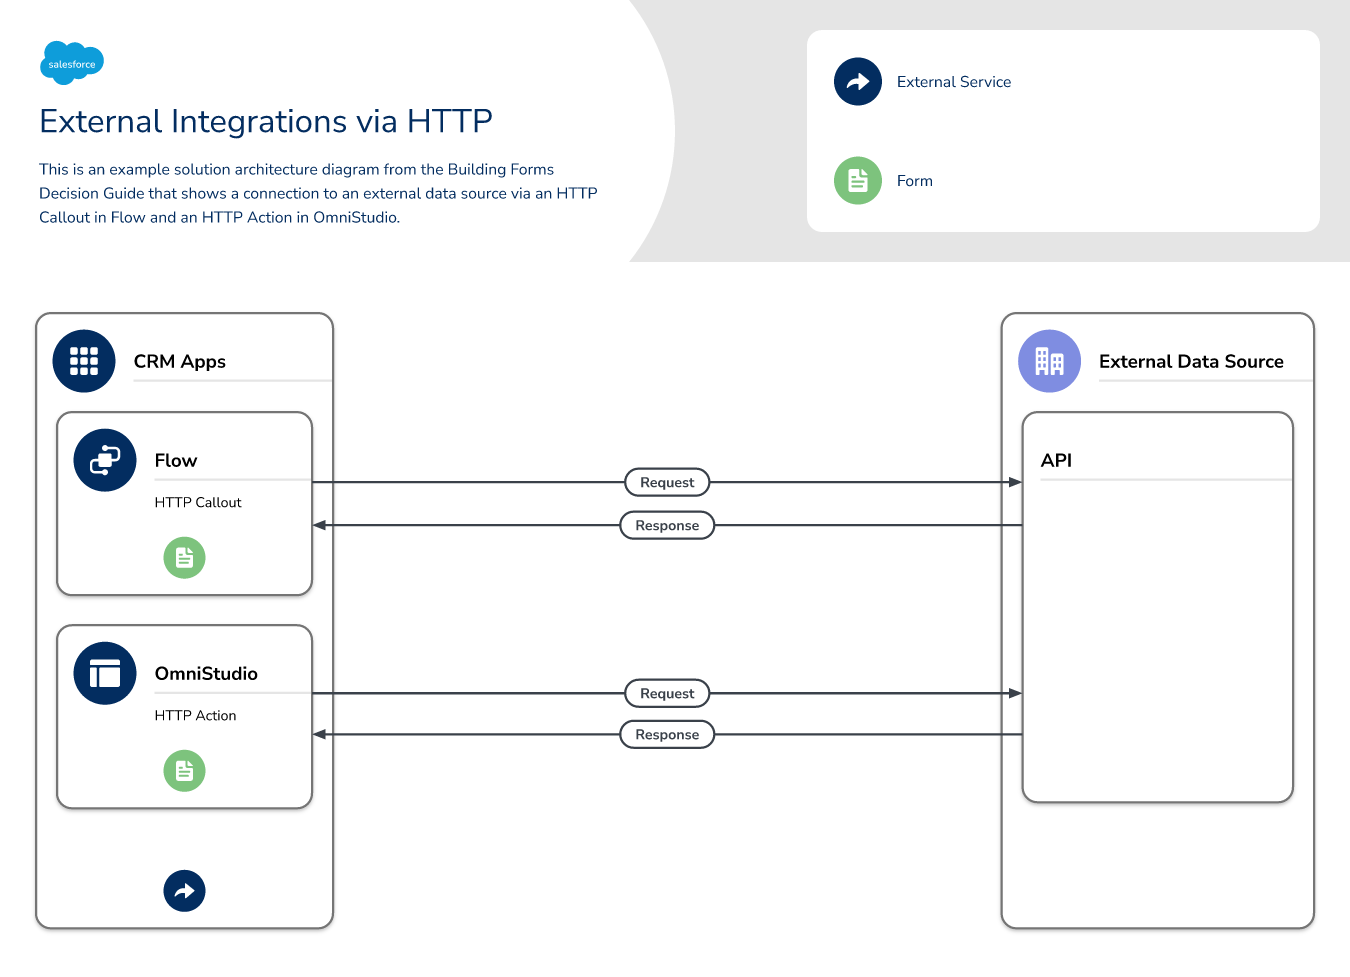 salesforce
External Integrations via HTTP
This is an example solution architecture diagram from the Building Forms
Decision Guide that shows a connection to an external data source via an HTTP
Callout in Flow and an HTTP Action in OmniStudio.
External Service
Form
CRM Apps
Flow
HTTP Callout
OmniStudio
HTTP Action
Request
Response
Request
Response
External Data Source
API